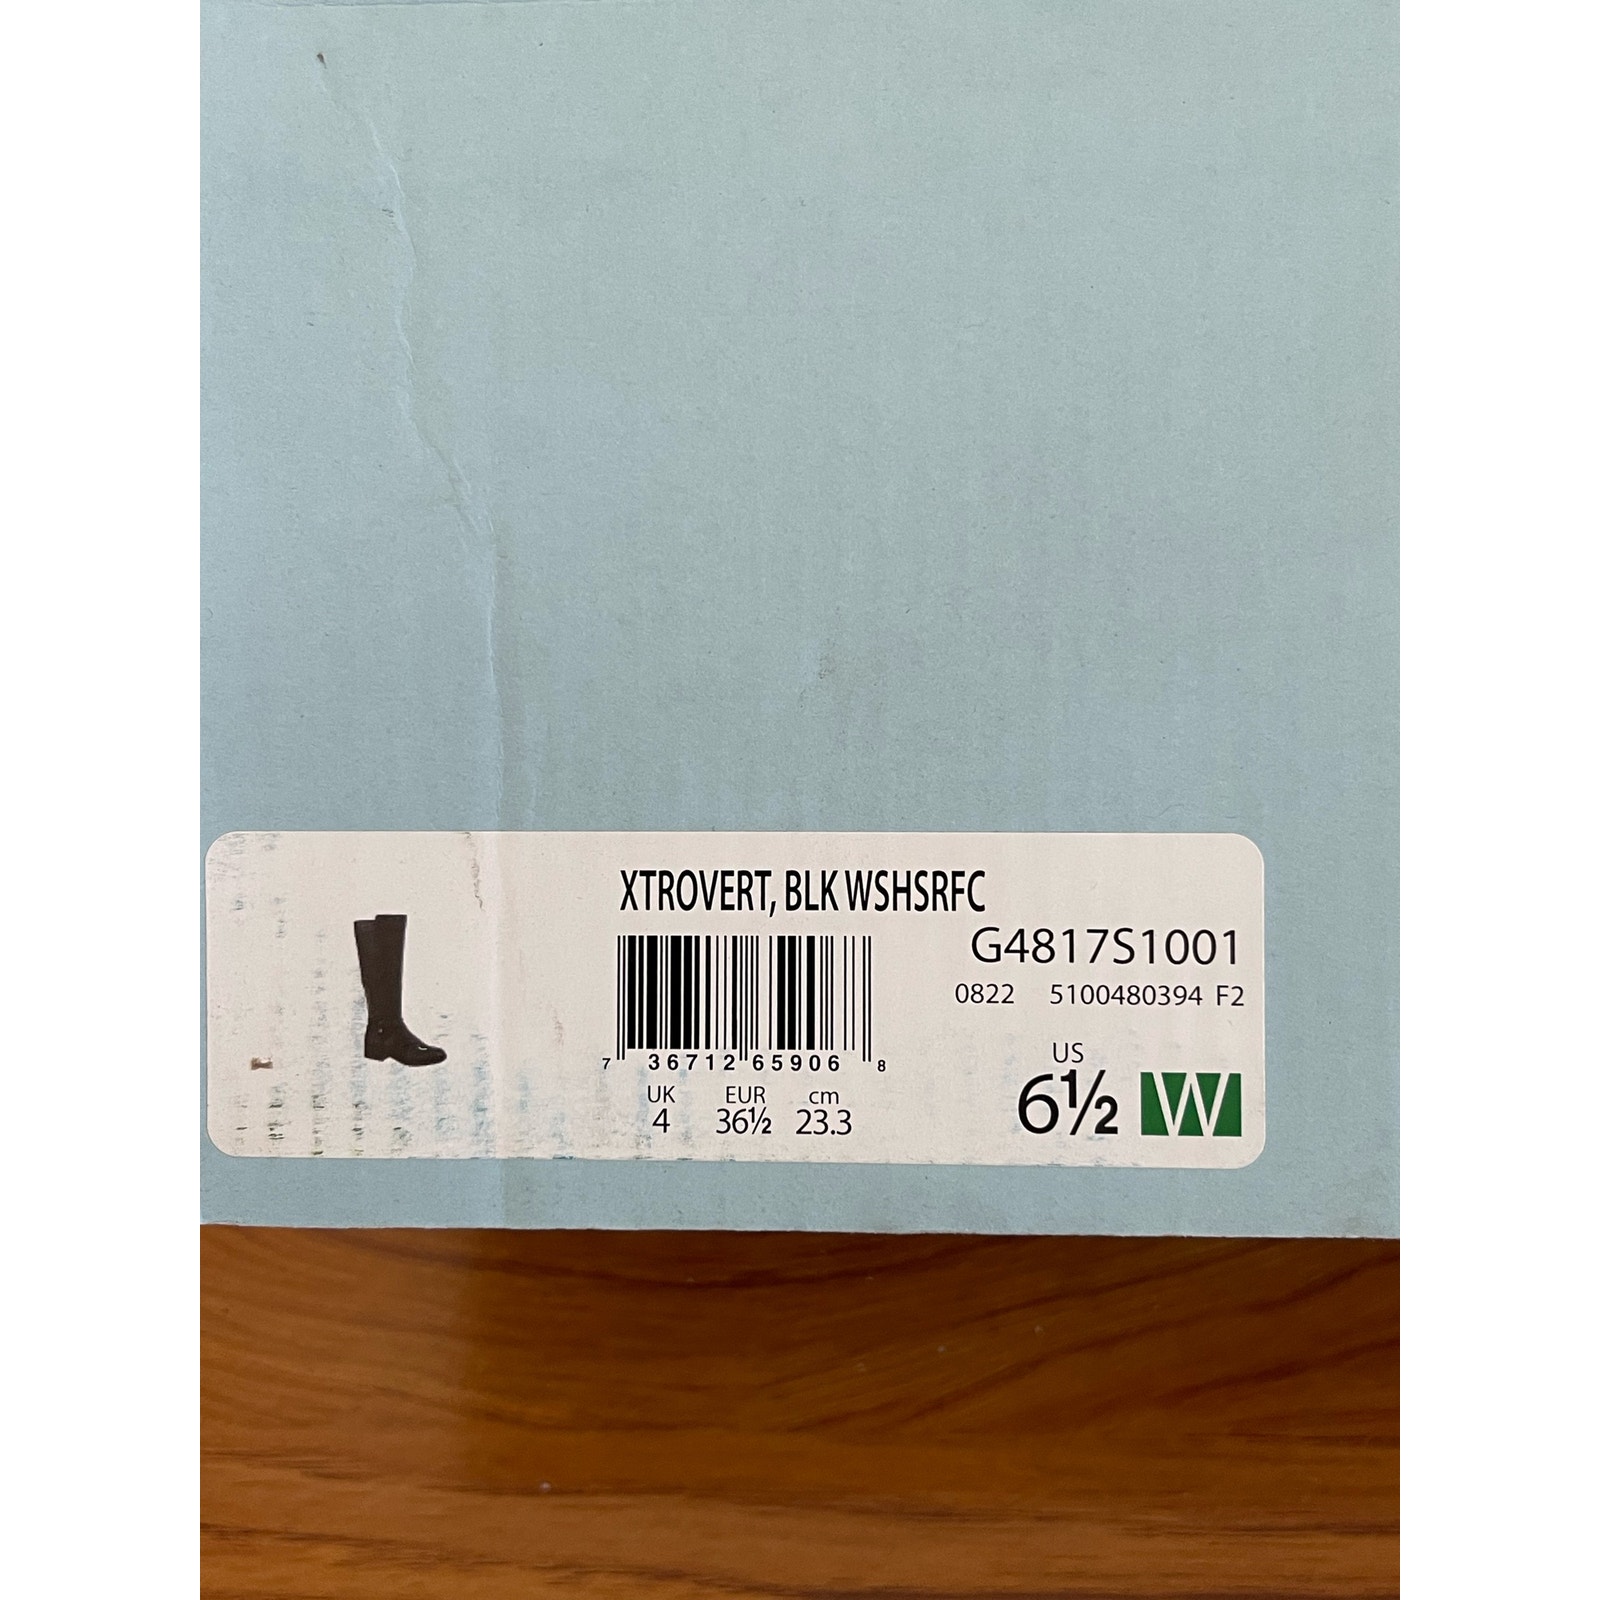 XTROVERT, BLK WSHSRFC
G4817S1001
0822 5100480394 F2
7 36712 65906 8
UK EUR cm
4 36½ 23.3
US
6½ W